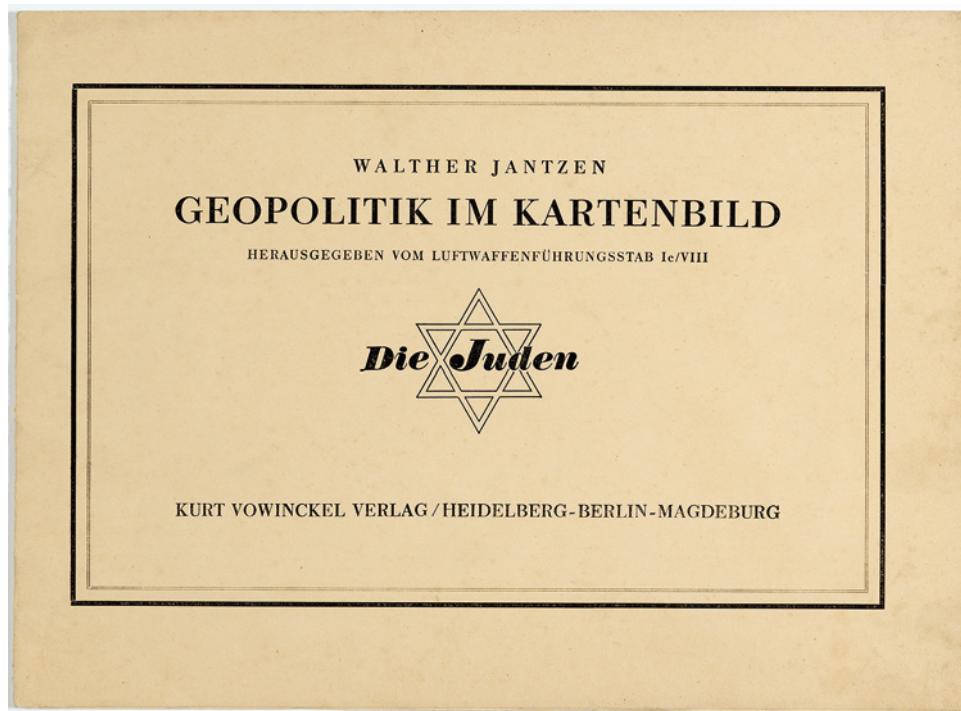 WALTHER JANTZEN
GEOPOLITIK IM KARTENBILD
HERAUSGEGEBEN VOM LUFTWAFFENFÜHRUNGSSTAB Ic/VIII
Die Juden
KURT VOWINCKEL VERLAG / HEIDELBERG-BERLIN-MAGDEBURG